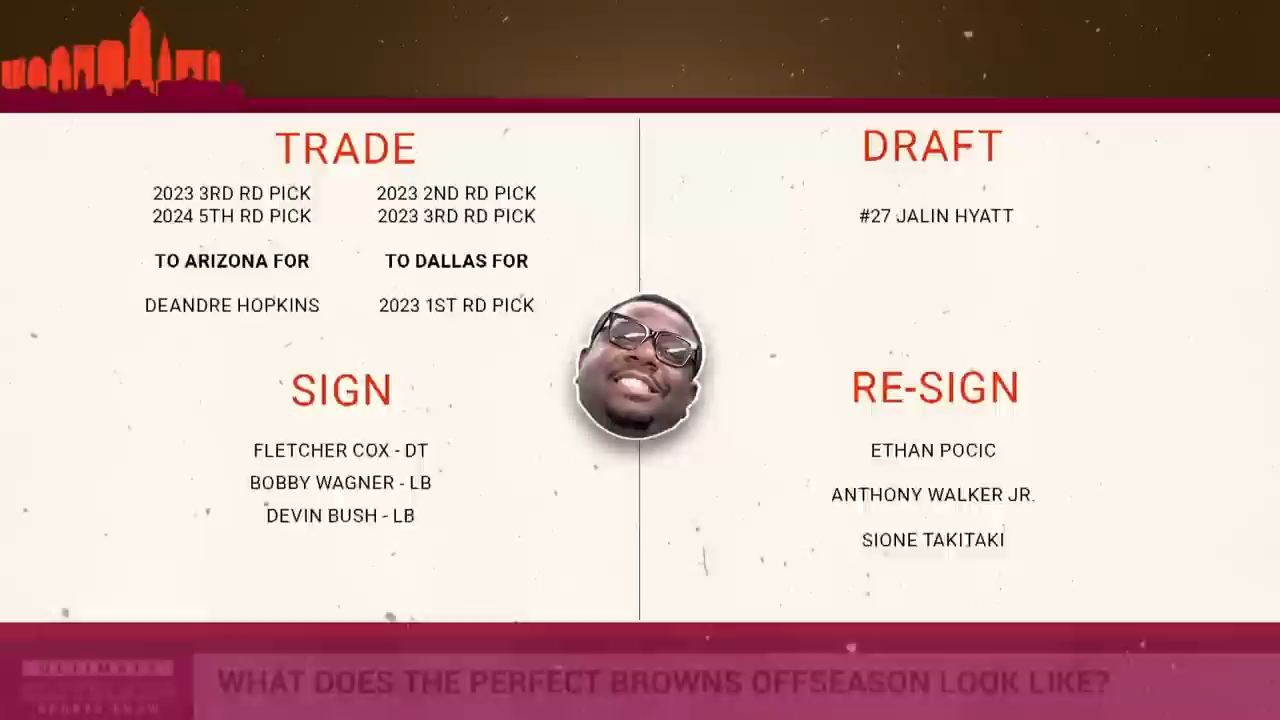 TRADE
2023 3RD RD PICK
2024 5TH RD PICK
TO ARIZONA FOR
DEANDRE HOPKINS
2023 2ND RD PICK
2023 3RD RD PICK
TO DALLAS FOR
2023 1ST RD PICK
SIGN
FLETCHER COX - DT
BOBBY WAGNER - LB
DEVIN BUSH - LB
DRAFT
#27 JALIN HYATT
RE-SIGN
ETHAN POCIC
ANTHONY WALKER JR.
SIONE TAKITAKI
ULTIMATE
SPORTS SHOW
WHAT DOES THE PERFECT BROWNS OFFSEASON LOOK LIKE?